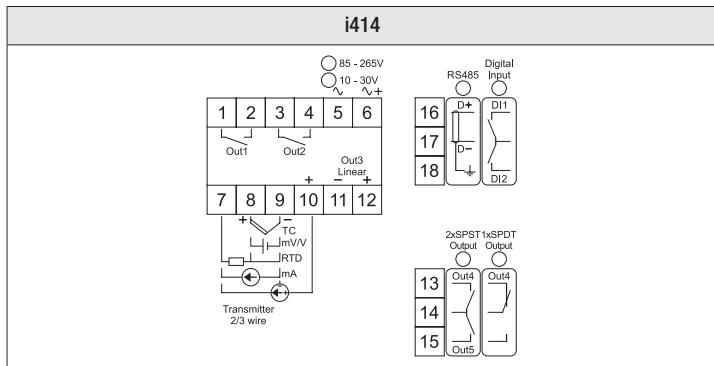 i414
85 - 265V
10 - 30V
∿ ∿+
1 2 3 4 5 6
Out1 Out2
Out3
Linear
+ − +
7 8 9 10 11 12
+ −
TC
mV/V
RTD
mA
+
Transmitter
2/3 wire
RS485
Digital
Input
16
17
18
D+
D−
DI1
DI2
2xSPST
Output
1xSPDT
Output
13
14
15
Out4
Out5
Out4